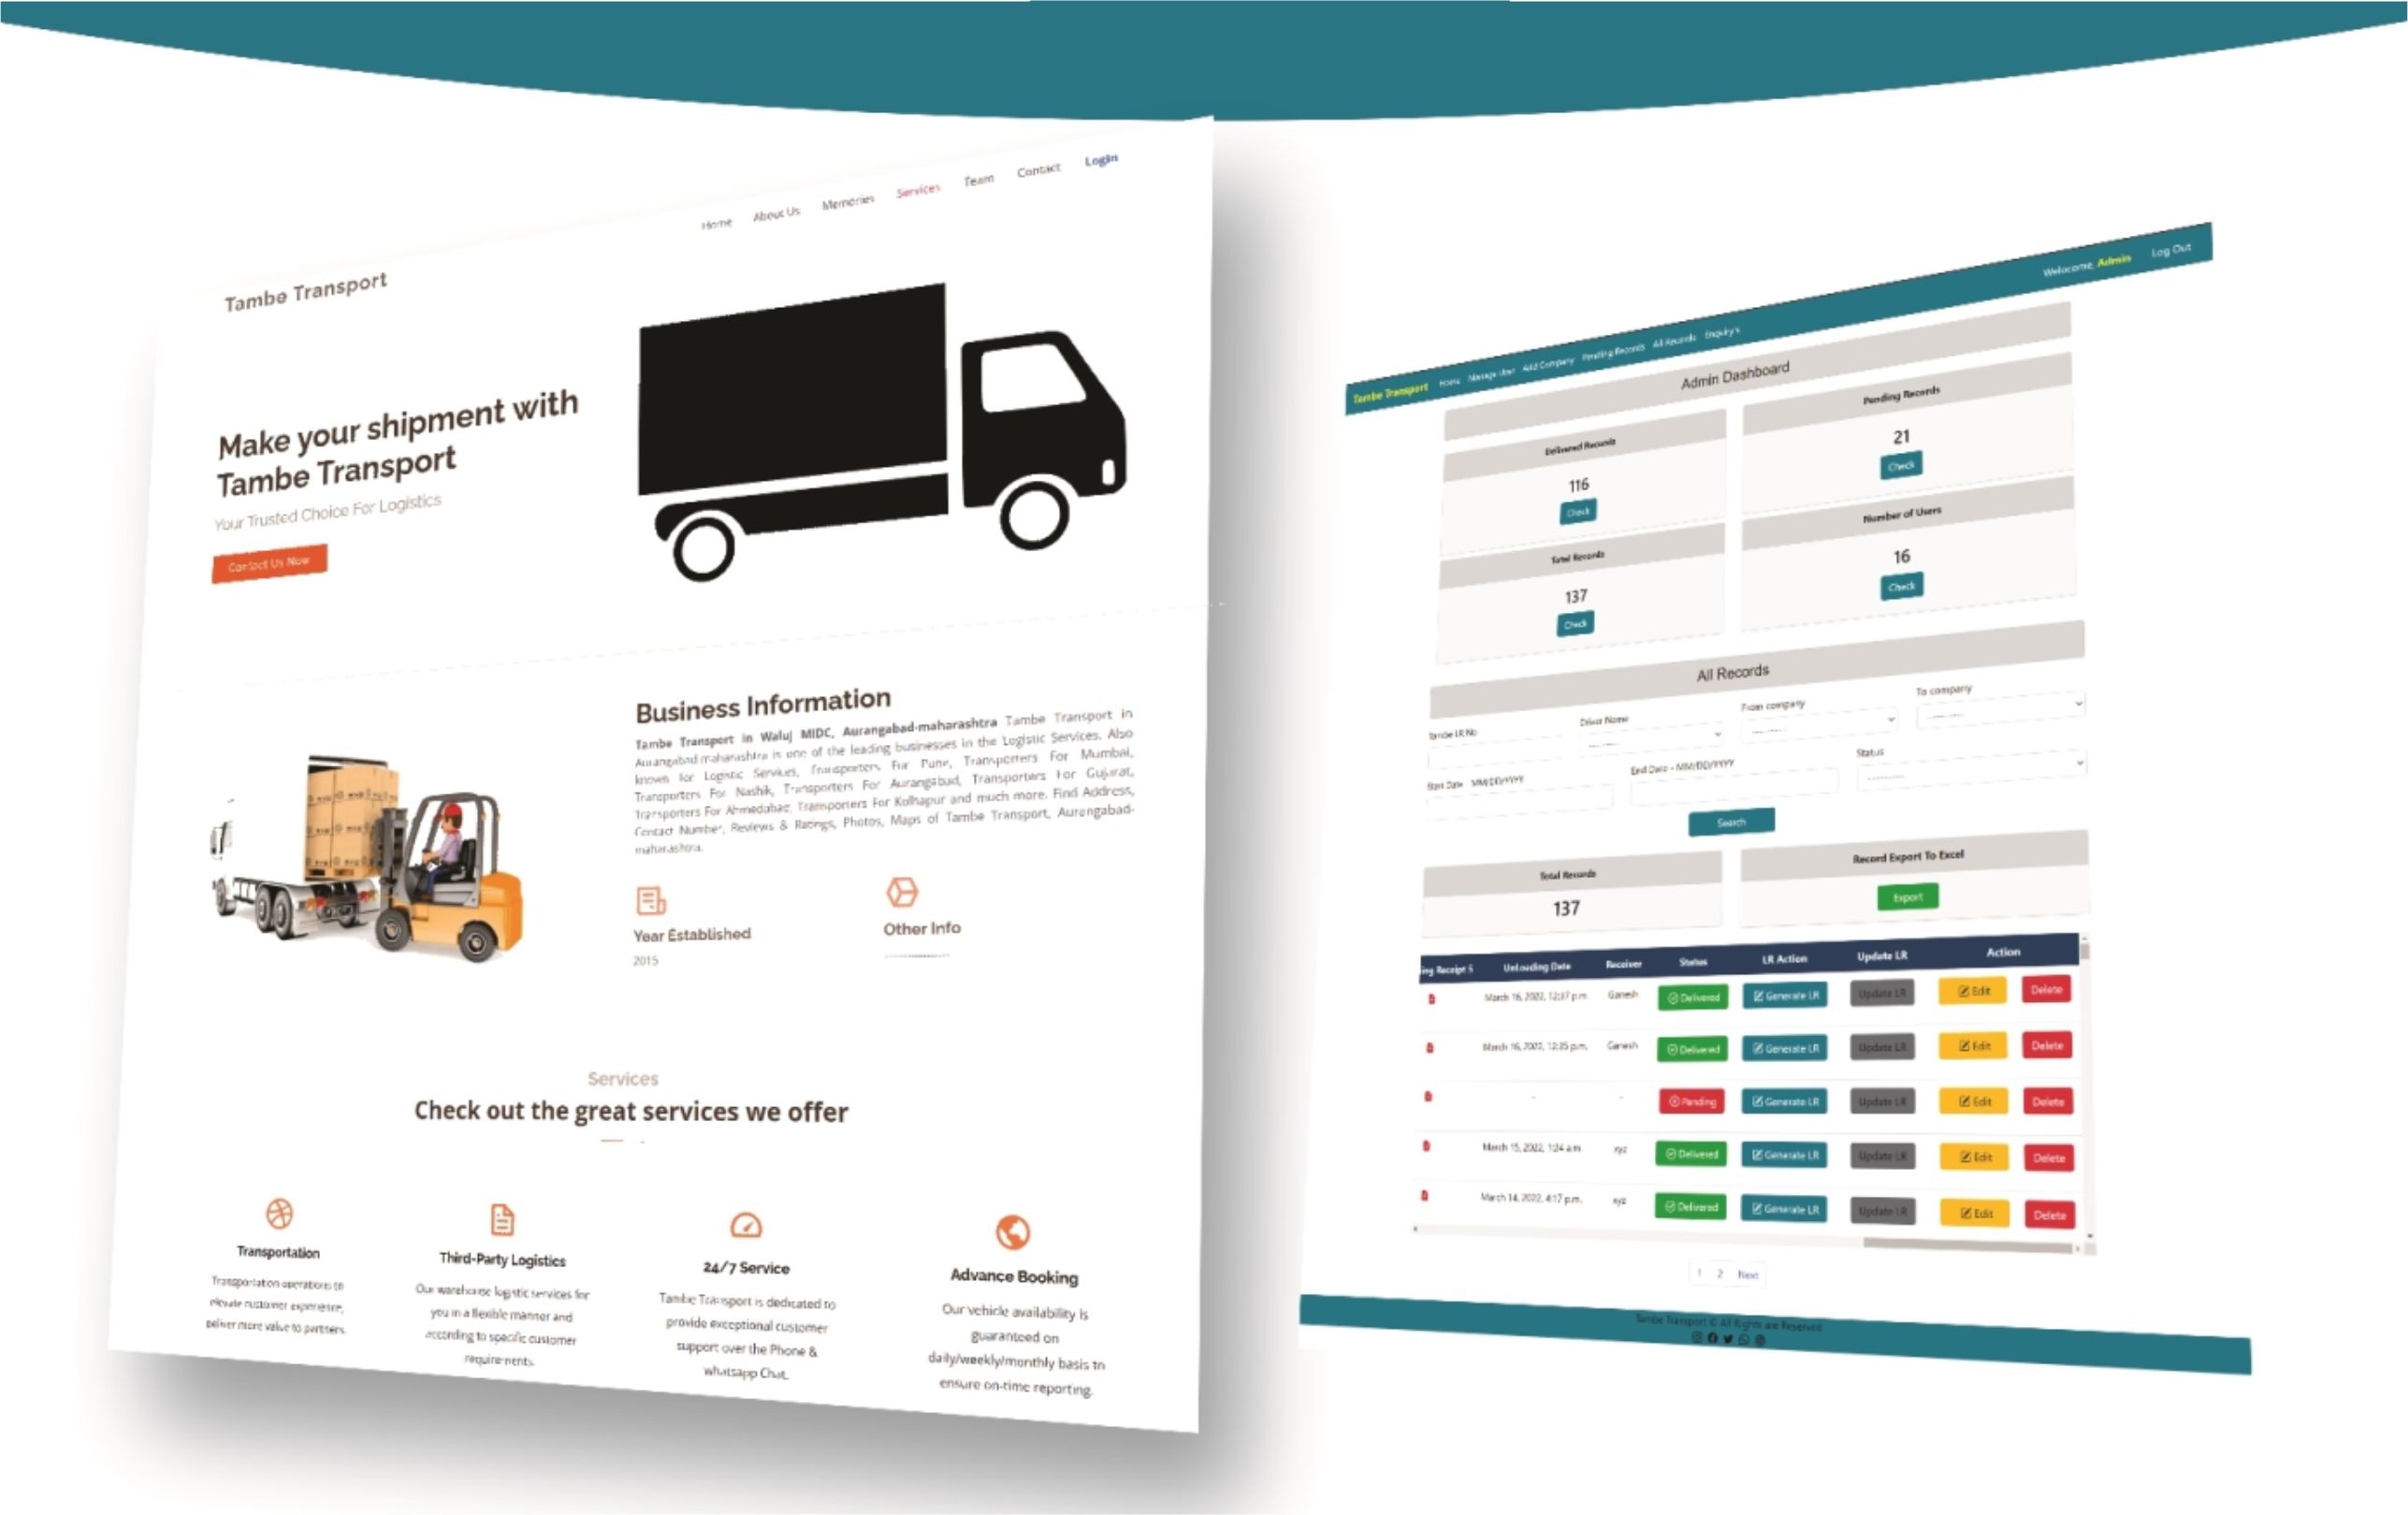 Home About Us Memories Services Team Contact Login
Tambe Transport
Make your shipment with
Tambe Transport
Your Trusted Choice For Logistics
Contact Us Now
Business Information
Tambe Transport in Waluj MIDC, Aurangabad-maharashtra Tambe Transport in
Aurangabad-maharashtra is one of the leading businesses in the Logistic Services. Also
known for Logistic Services, Transporters For Pune, Transporters For Mumbai,
Transporters For Nashik, Transporters For Aurangabad, Transporters For Gujarat,
Transporters For Ahmedabad, Transporters For Kolhapur and much more. Find Address,
Contact Number, Reviews & Ratings, Photos, Maps of Tambe Transport, Aurangabad-
maharashtra.
Year Established
2015
Other Info
Services
Check out the great services we offer
Transportation
Transportation operations to
elevate customer experience,
deliver more value to partners.
Third-Party Logistics
Our warehouse logistic services for
you in a flexible manner and
according to specific customer
requirements.
24/7 Service
Tambe Transport is dedicated to
provide exceptional customer
support over the Phone &
whatsapp Chat.
Advance Booking
Our vehicle availability is
guaranteed on
daily/weekly/monthly basis to
ensure on-time reporting.
Tambe Transport Home Manage User Add Company Pending Records All Records Enquiry's
Welocome, Admin Log Out
Admin Dashboard
Delivered Records
116
Check
Pending Records
21
Check
Total Records
137
Check
Number of Users
16
Check
All Records
Tambe LR No Driver Name From company To company
Start Date - MM/DD/YYYY End Date - MM/DD/YYYY Status
Search
Total Records
137
Record Export To Excel
Export
ing Receipt S Unloading Date Receiver Status LR Action Update LR Action
March 16, 2022, 12:37 p.m. Ganesh Delivered Generate LR Update LR Edit Delete
March 16, 2022, 12:35 p.m. Ganesh Delivered Generate LR Update LR Edit Delete
- - Pending Generate LR Update LR Edit Delete
March 15, 2022, 1:24 a.m. xyz Delivered Generate LR Update LR Edit Delete
March 14, 2022, 4:17 p.m. xyz Delivered Generate LR Update LR Edit Delete
1 2 Next
Tambe Transport © All Rights are Reserved